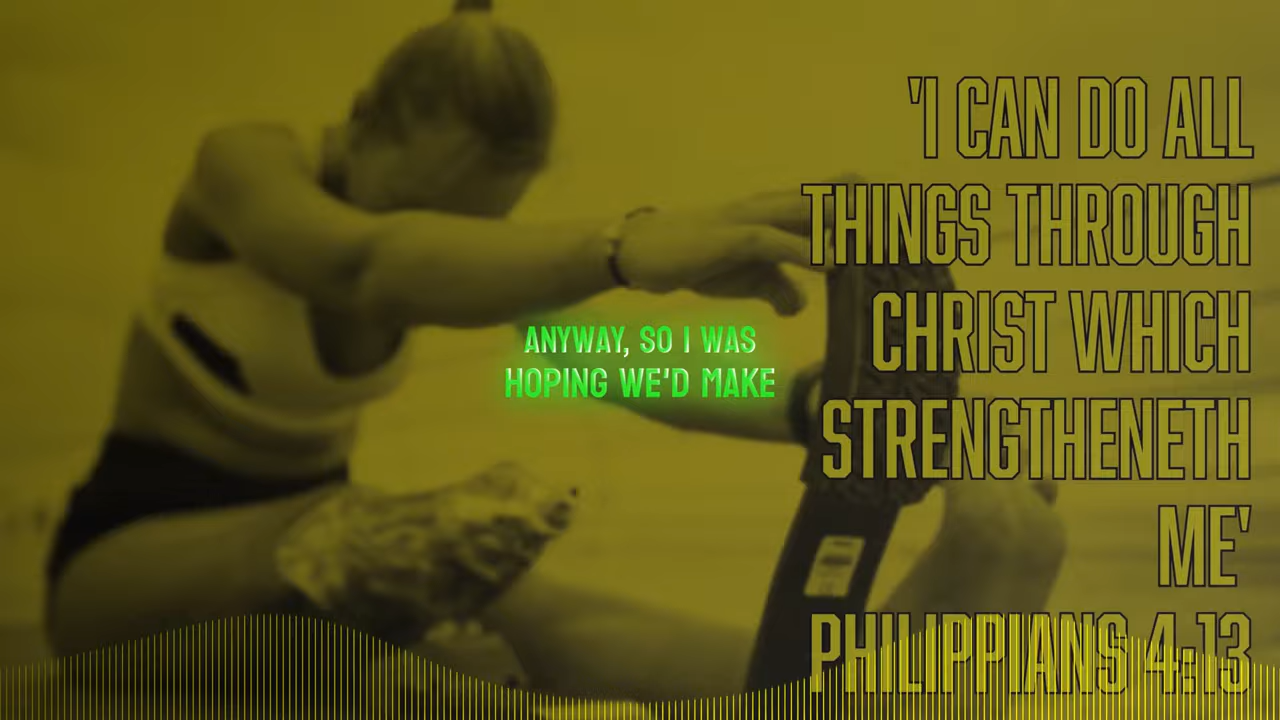 'I CAN DO ALL
THINGS THROUGH
CHRIST WHICH
STRENGTHENETH
ME'
PHILIPPIANS 4:13
ANYWAY, SO I WAS
HOPING WE'D MAKE